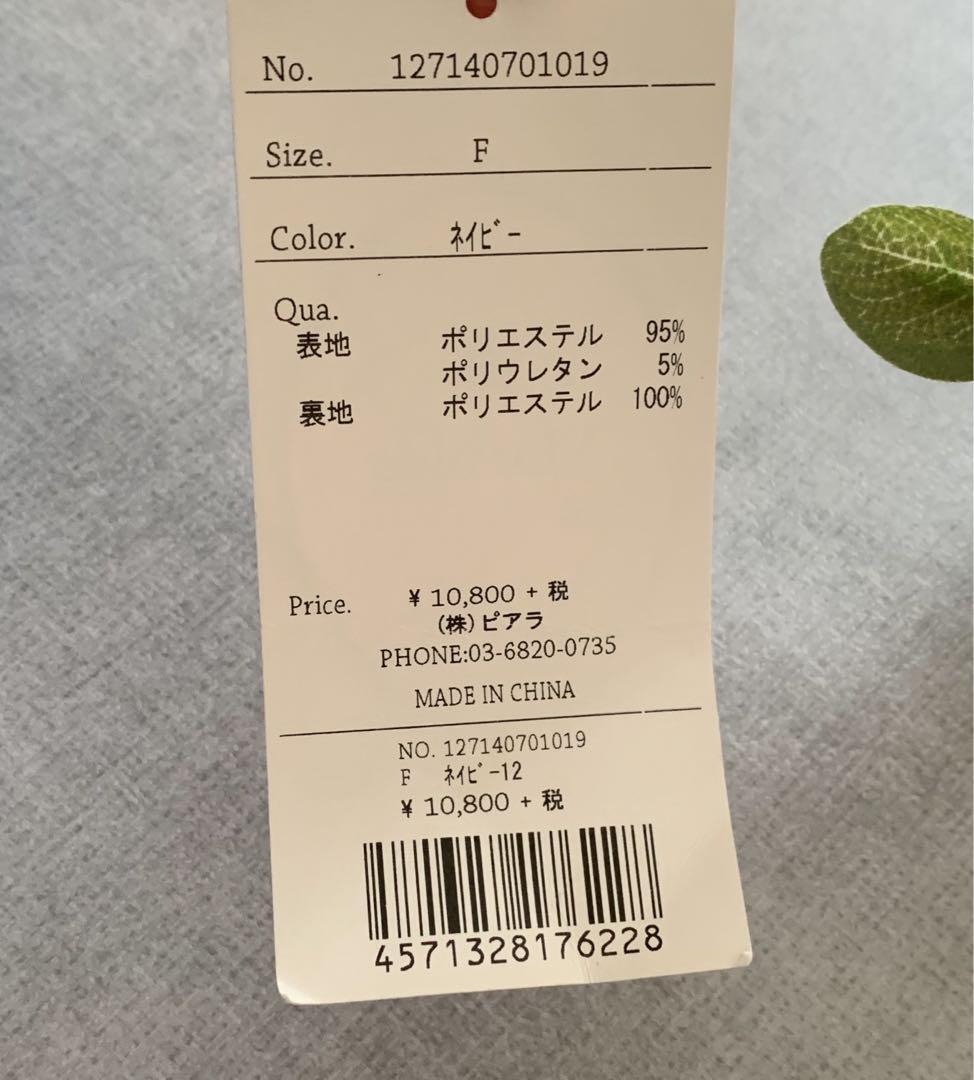 No. 127140701019
Size. F
Color. ﾈｲﾋﾞｰ
Qua.
表地 ポリエステル 95%
ポリウレタン 5%
裏地 ポリエステル 100%
Price. ¥ 10,800 + 税
(株)ピアラ
PHONE:03-6820-0735
MADE IN CHINA
NO. 127140701019
F ﾈｲﾋﾞｰ12
¥ 10,800 + 税
4571328176228